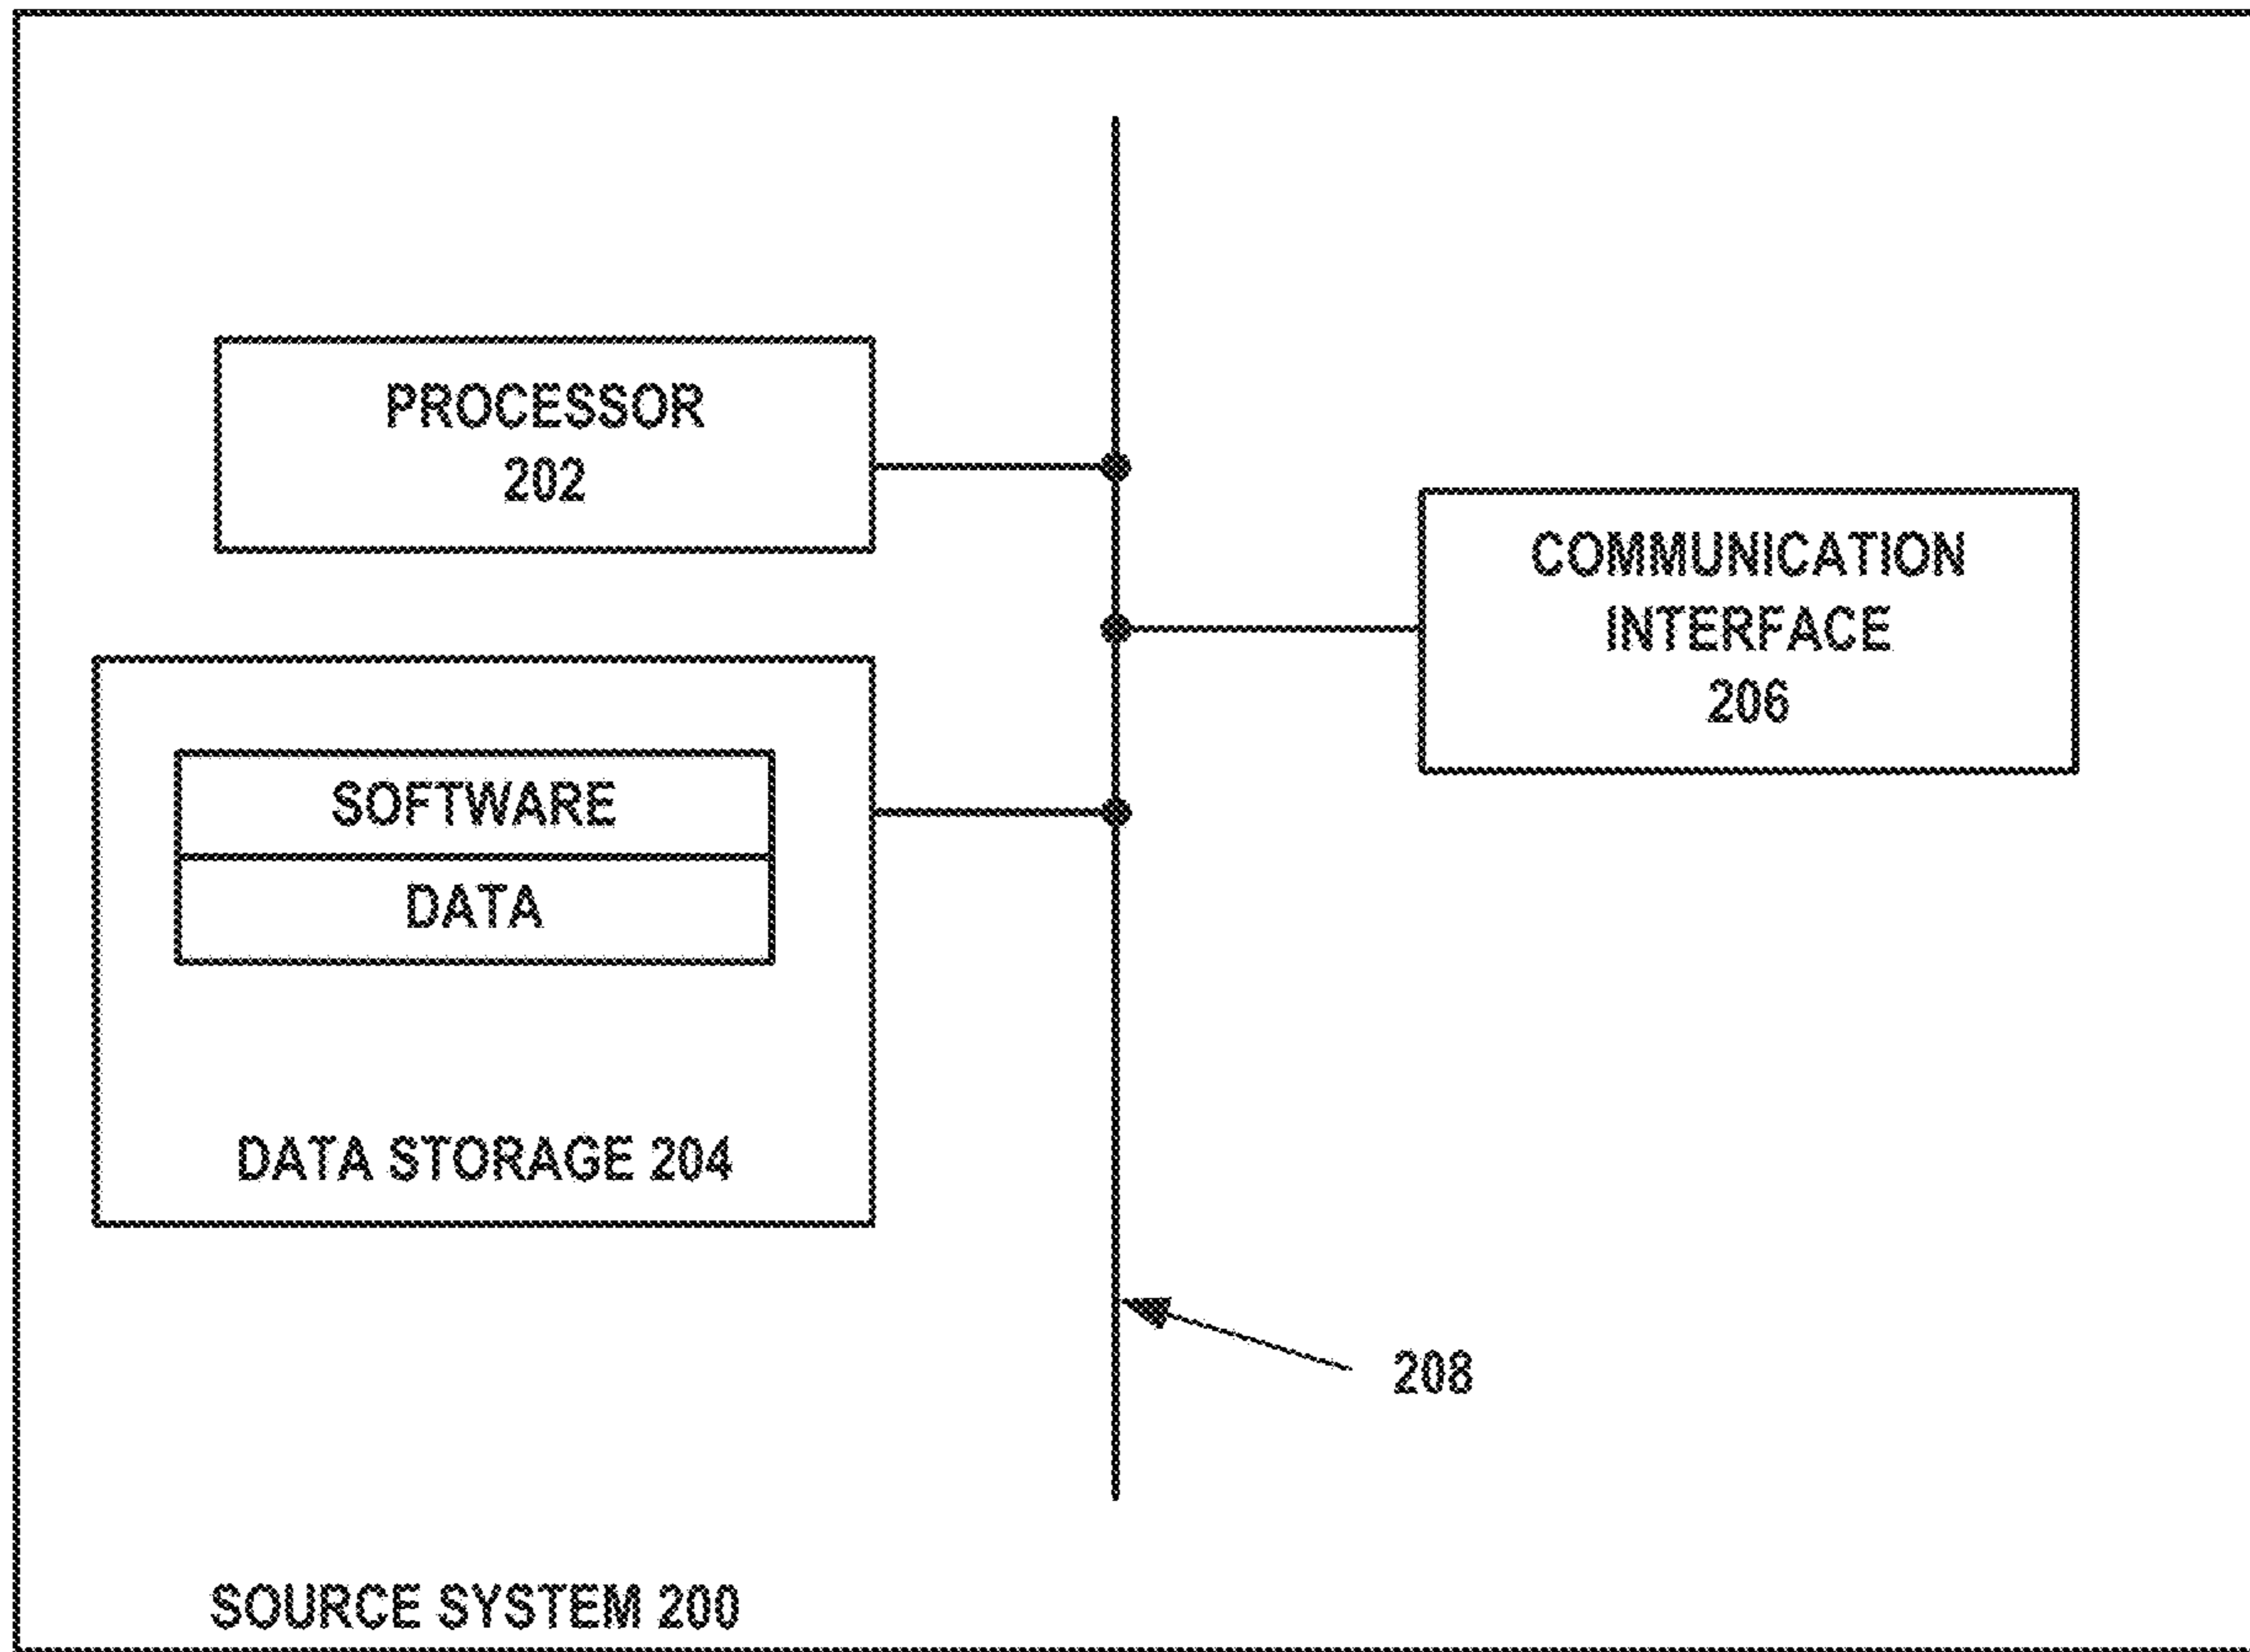 PROCESSOR
202
COMMUNICATION
INTERFACE
206
SOFTWARE
DATA
DATA STORAGE 204
208
SOURCE SYSTEM 200